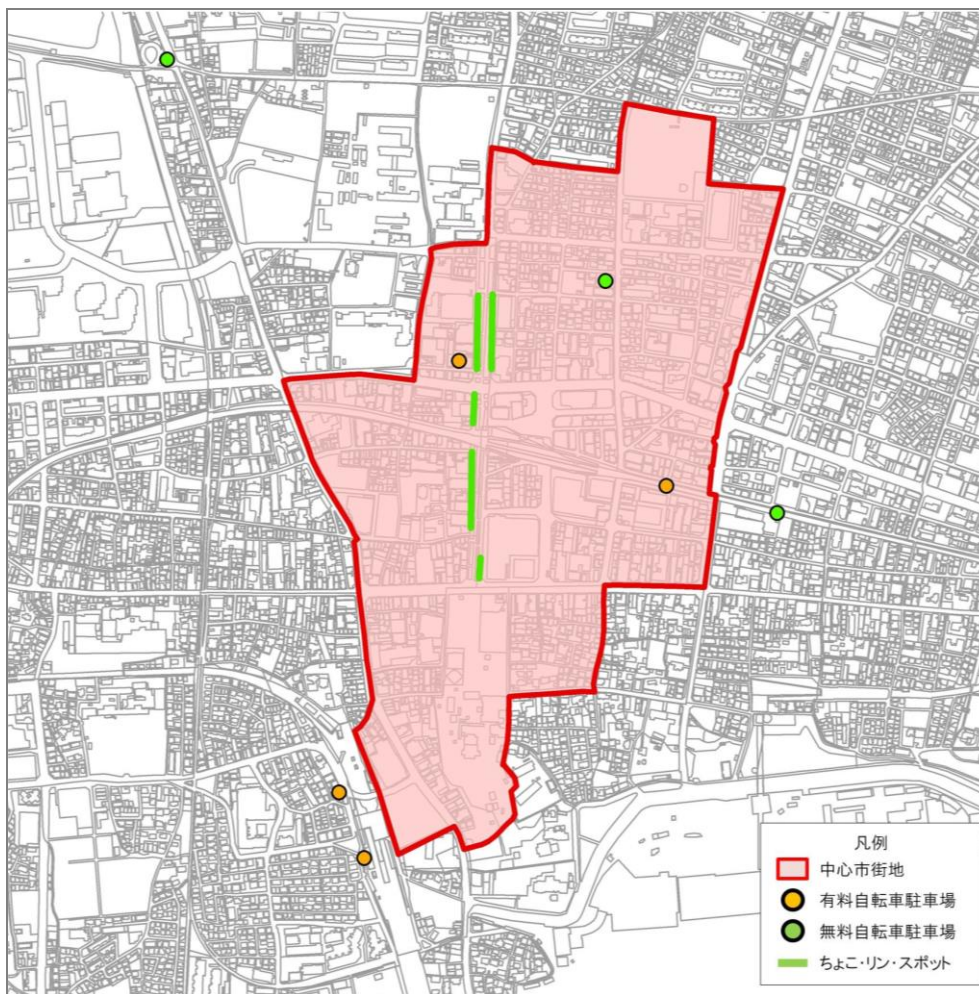 凡例
中心市街地
有料自転車駐車場
無料自転車駐車場
ちょこ・リン・スポット